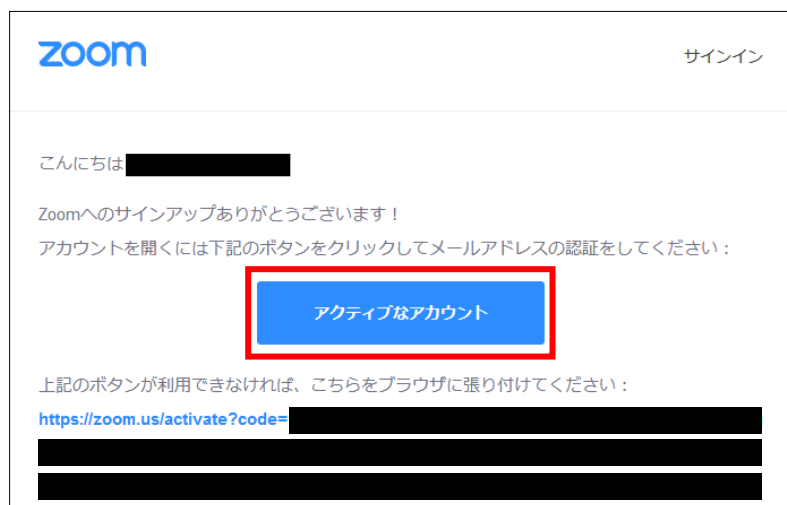 zoom
サインイン
こんにちは
Zoomへのサインアップありがとうございます！
アカウントを開くには下記のボタンをクリックしてメールアドレスの認証をしてください：
アクティブなアカウント
上記のボタンが利用できなければ、こちらをブラウザに張り付けてください：
https://zoom.us/activate?code=